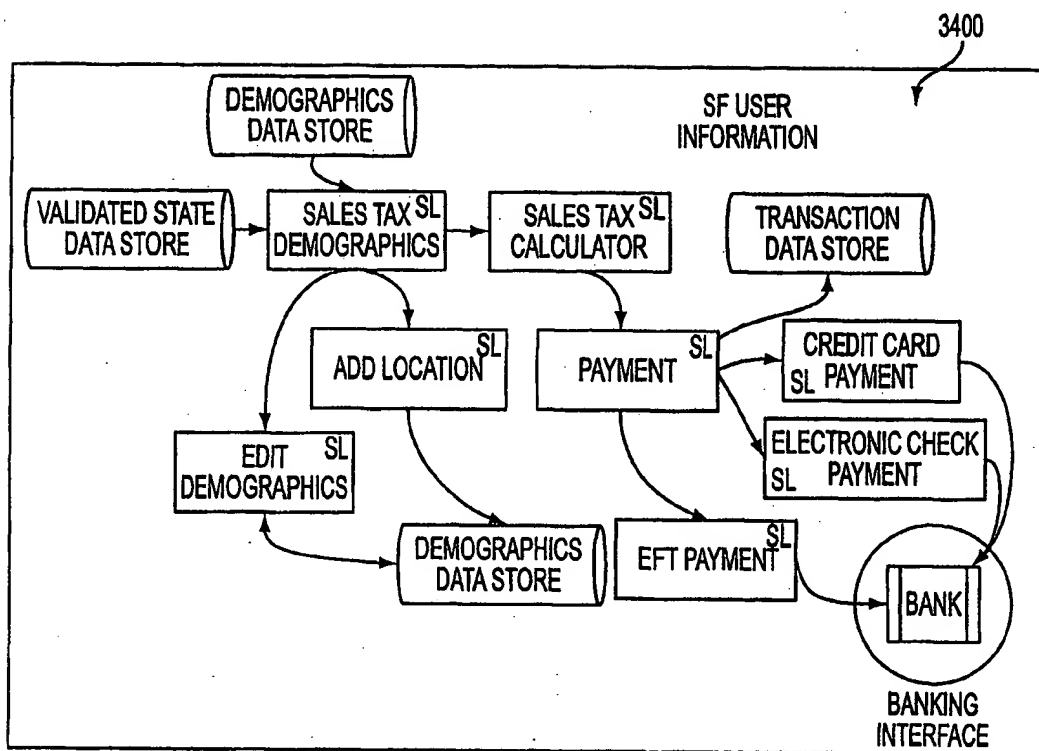 3400
DEMOGRAPHICS
DATA STORE
SF USER
INFORMATION
VALIDATED STATE
DATA STORE
SALES TAX SL
DEMOGRAPHICS
SALES TAX SL
CALCULATOR
TRANSACTION
DATA STORE
SL
ADD LOCATION
SL
PAYMENT
CREDIT CARD
SL PAYMENT
EDIT SL
DEMOGRAPHICS
ELECTRONIC CHECK
SL PAYMENT
DEMOGRAPHICS
DATA STORE
SL
EFT PAYMENT
BANK
BANKING
INTERFACE